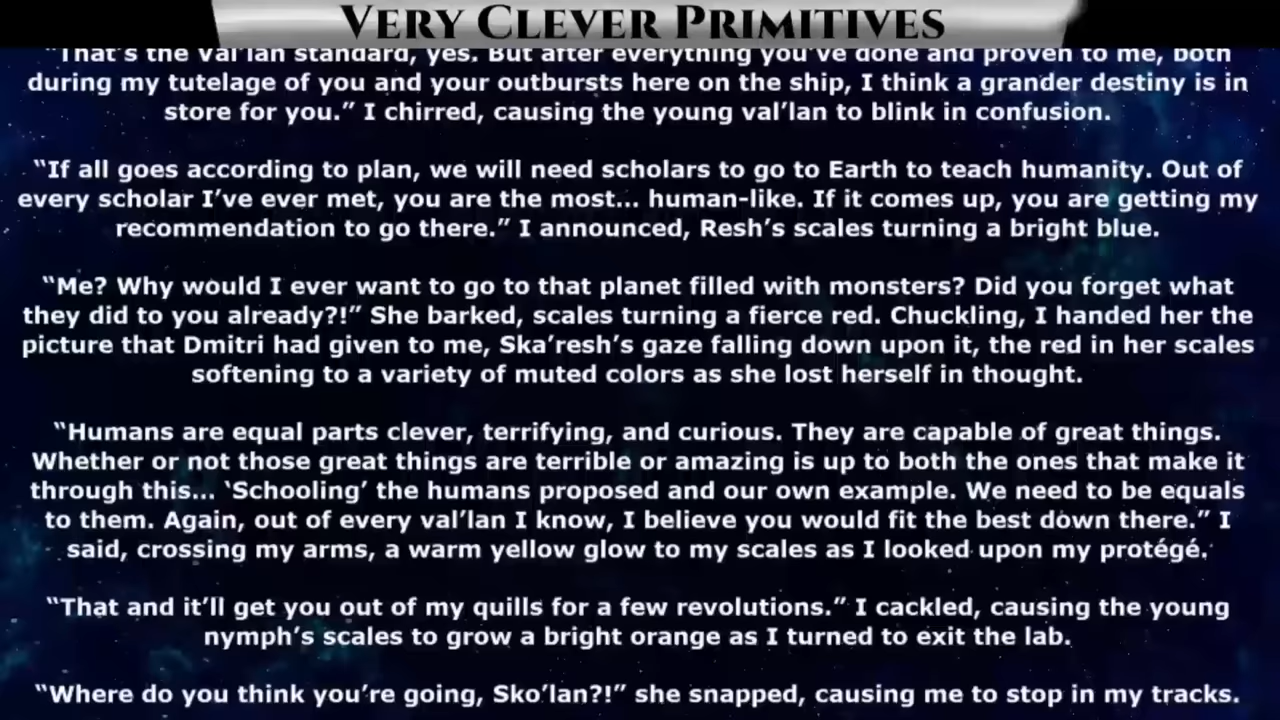 VERY CLEVER PRIMITIVES
“That’s the Val’lan standard, yes. But after everything you’ve done and proven to me, both
during my tutelage of you and your outbursts here on the ship, I think a grander destiny is in
store for you.” I chirred, causing the young val’lan to blink in confusion.
“If all goes according to plan, we will need scholars to go to Earth to teach humanity. Out of
every scholar I’ve ever met, you are the most... human-like. If it comes up, you are getting my
recommendation to go there.” I announced, Resh’s scales turning a bright blue.
“Me? Why would I ever want to go to that planet filled with monsters? Did you forget what
they did to you already?!” She barked, scales turning a fierce red. Chuckling, I handed her the
picture that Dmitri had given to me, Ska’resh’s gaze falling down upon it, the red in her scales
softening to a variety of muted colors as she lost herself in thought.
“Humans are equal parts clever, terrifying, and curious. They are capable of great things.
Whether or not those great things are terrible or amazing is up to both the ones that make it
through this... ‘Schooling’ the humans proposed and our own example. We need to be equals
to them. Again, out of every val’lan I know, I believe you would fit the best down there.” I
said, crossing my arms, a warm yellow glow to my scales as I looked upon my protégé.
“That and it’ll get you out of my quills for a few revolutions.” I cackled, causing the young
nymph’s scales to grow a bright orange as I turned to exit the lab.
“Where do you think you’re going, Sko’lan?!” she snapped, causing me to stop in my tracks.